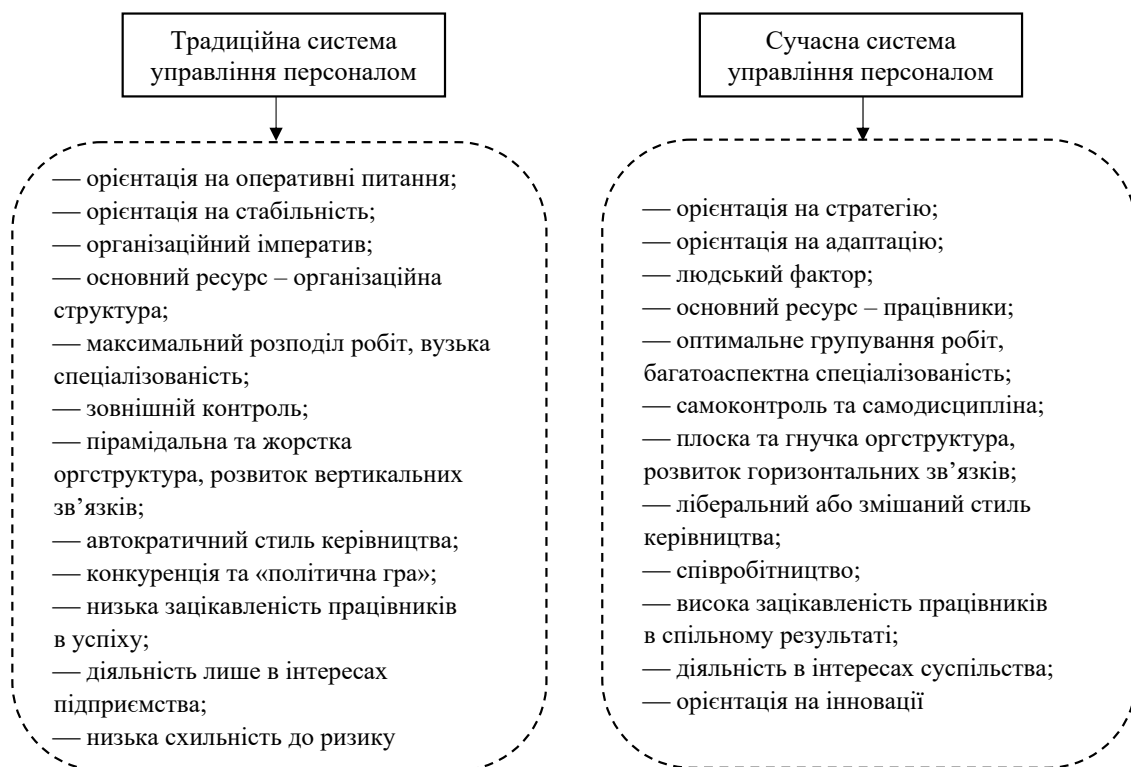 Традиційна система
управління персоналом
— орієнтація на оперативні питання;
— орієнтація на стабільність;
— організаційний імператив;
— основний ресурс – організаційна
структура;
— максимальний розподіл робіт, вузька
спеціалізованість;
— зовнішній контроль;
— пірамідальна та жорстка
оргструктура, розвиток вертикальних
зв’язків;
— автократичний стиль керівництва;
— конкуренція та «політична гра»;
— низька зацікавленість працівників
в успіху;
— діяльність лише в інтересах
підприємства;
— низька схильність до ризику
Сучасна система
управління персоналом
— орієнтація на стратегію;
— орієнтація на адаптацію;
— людський фактор;
— основний ресурс – працівники;
— оптимальне групування робіт,
багатоаспектна спеціалізованість;
— самоконтроль та самодисципліна;
— плоска та гнучка оргструктура,
розвиток горизонтальних зв’язків;
— ліберальний або змішаний стиль
керівництва;
— співробітництво;
— висока зацікавленість працівників
в спільному результаті;
— діяльність в інтересах суспільства;
— орієнтація на інновації